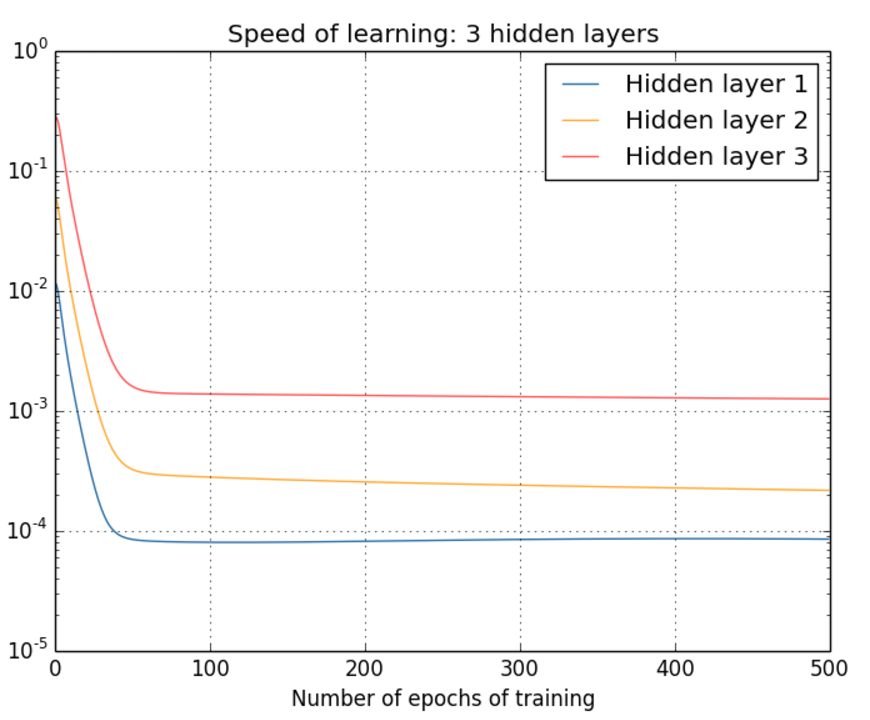 Speed of learning: 3 hidden layers
10^0
10^-1
10^-2
10^-3
10^-4
10^-5
Hidden layer 1
Hidden layer 2
Hidden layer 3
0 100 200 300 400 500
Number of epochs of training